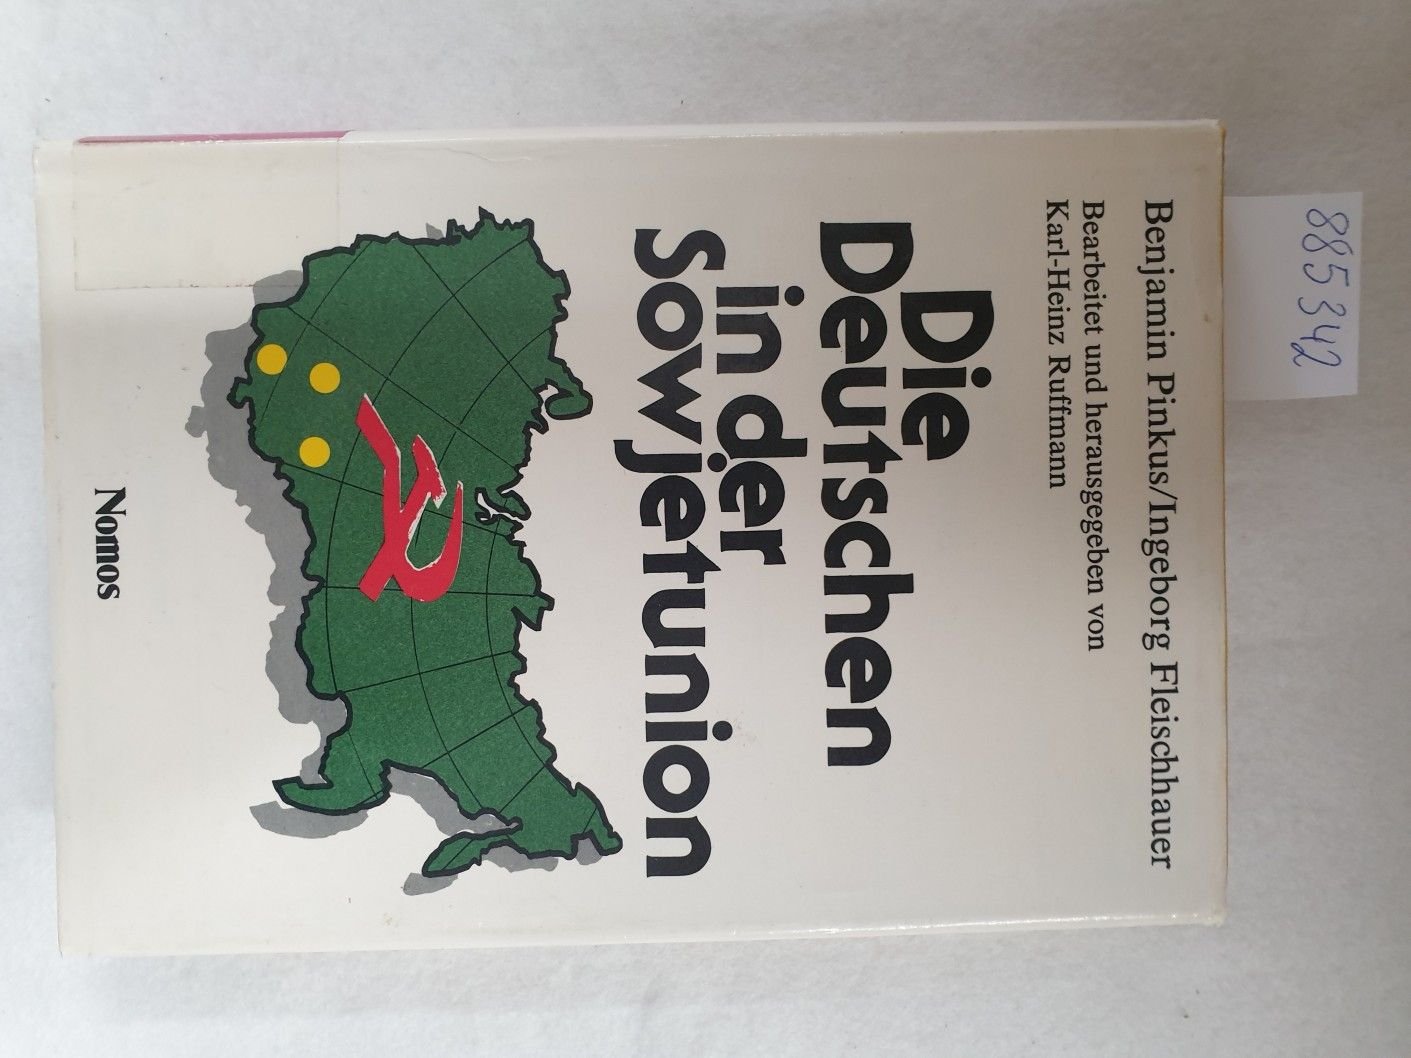 Benjamin Pinkus/Ingeborg Fleischhauer
Bearbeitet und herausgegeben von
Karl-Heinz Ruffmann
Die
Deutschen
in der
Sowjetunion
Nomos
885342